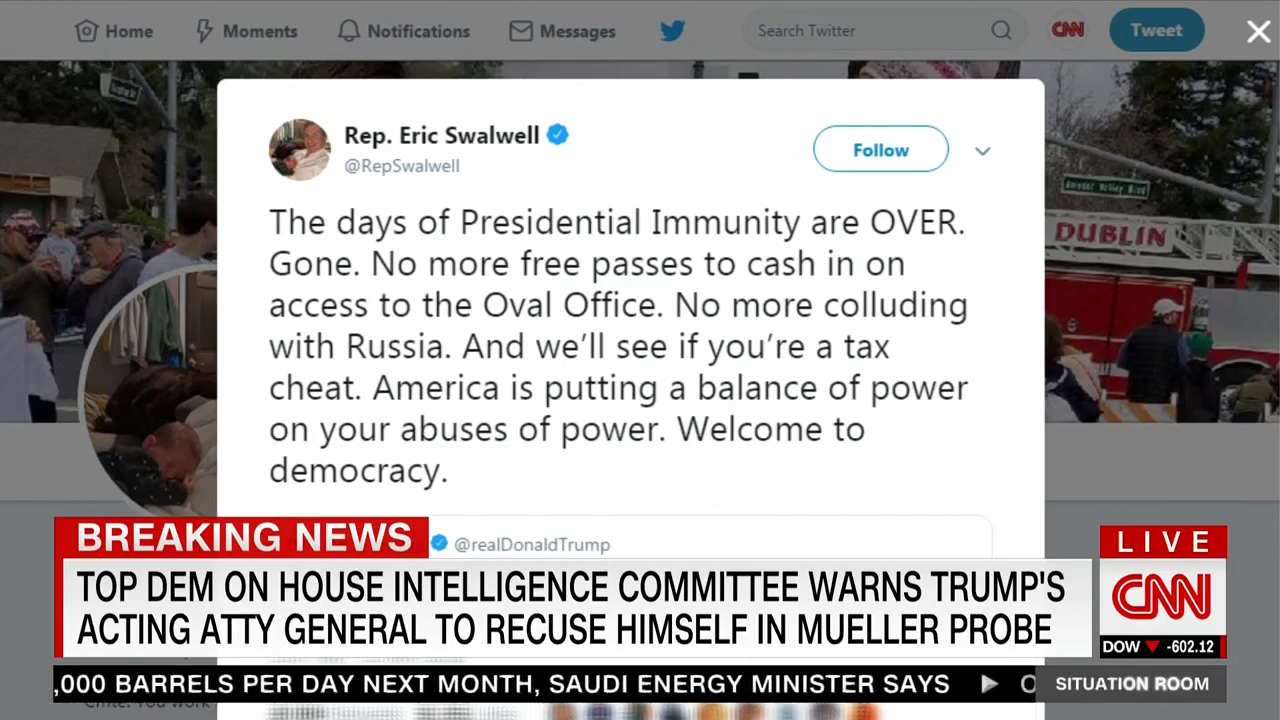 Home Moments Notifications Messages Search Twitter CNN Tweet
Rep. Eric Swalwell
@RepSwalwell
Follow
The days of Presidential Immunity are OVER.
Gone. No more free passes to cash in on
access to the Oval Office. No more colluding
with Russia. And we'll see if you're a tax
cheat. America is putting a balance of power
on your abuses of power. Welcome to
democracy.
DUBLIN
@realDonaldTrump
BREAKING NEWS
TOP DEM ON HOUSE INTELLIGENCE COMMITTEE WARNS TRUMP'S
ACTING ATTY GENERAL TO RECUSE HIMSELF IN MUELLER PROBE
LIVE
CNN
DOW -602.12
,000 BARRELS PER DAY NEXT MONTH, SAUDI ENERGY MINISTER SAYS
SITUATION ROOM